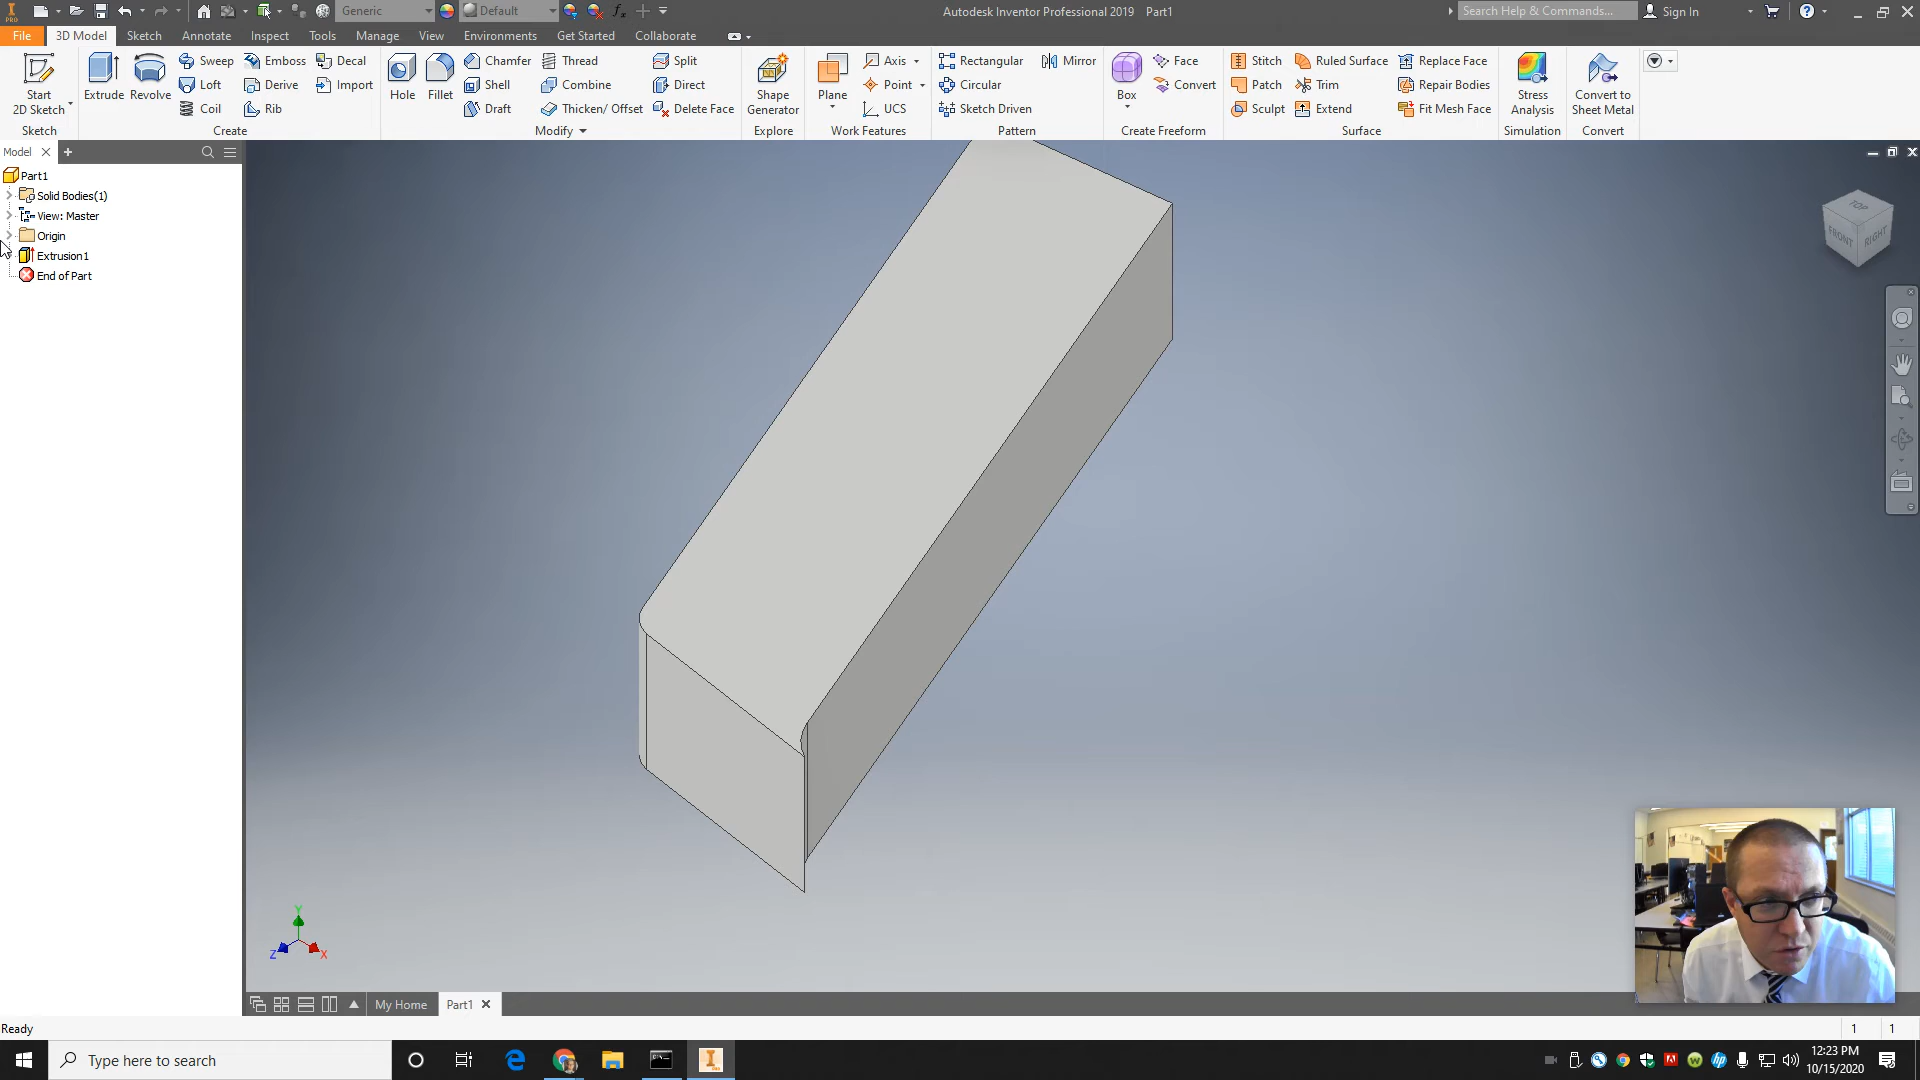 PRO Generic Default fx Autodesk Inventor Professional 2019 Part1 Search Help & Commands... Sign In
File 3D Model Sketch Annotate Inspect Tools Manage View Environments Get Started Collaborate
Start 2D Sketch
Sketch
Extrude Revolve Sweep Loft Coil Emboss Derive Rib Decal Import
Create
Hole Fillet Chamfer Shell Draft Thread Combine Thicken/ Offset Split Direct Delete Face
Modify
Shape Generator
Explore
Plane Axis Point UCS
Work Features
Rectangular Circular Sketch Driven Mirror
Pattern
Box Face Convert
Create Freeform
Stitch Patch Sculpt Ruled Surface Trim Extend Replace Face Repair Bodies Fit Mesh Face
Surface
Stress Analysis
Simulation
Convert to Sheet Metal
Convert
Model
Part1
Solid Bodies(1)
View: Master
Origin
Extrusion1
End of Part
TOP
FRONT RIGHT
Y
Z X
My Home Part1
Ready 1 1
Type here to search
12:23 PM
10/15/2020